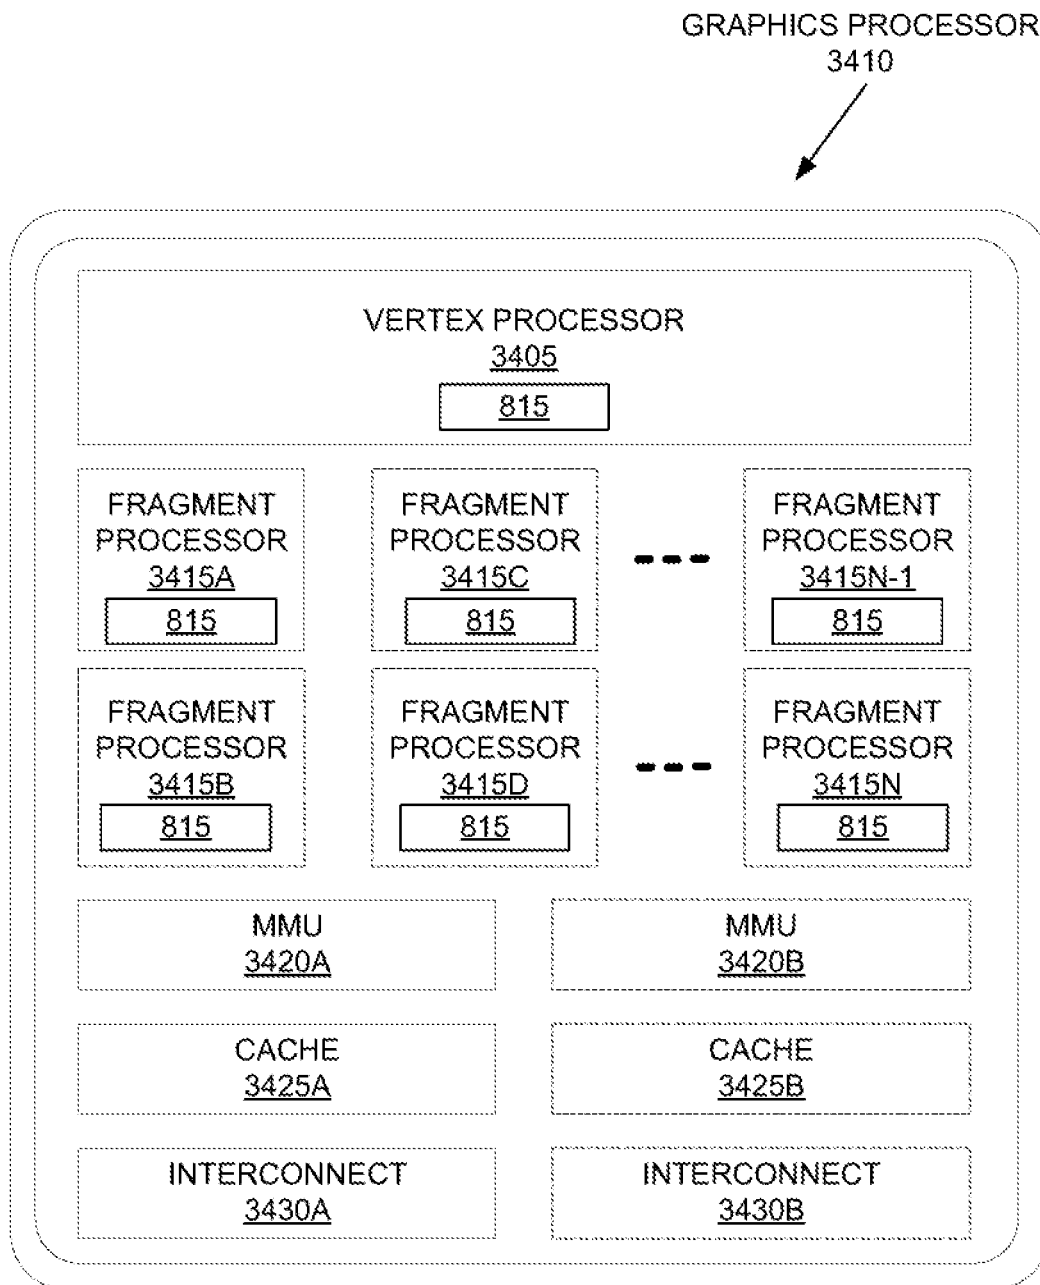 GRAPHICS PROCESSOR
3410
VERTEX PROCESSOR
3405
815
FRAGMENT
PROCESSOR
3415A
815
FRAGMENT
PROCESSOR
3415C
815
FRAGMENT
PROCESSOR
3415N-1
815
FRAGMENT
PROCESSOR
3415B
815
FRAGMENT
PROCESSOR
3415D
815
FRAGMENT
PROCESSOR
3415N
815
MMU
3420A
MMU
3420B
CACHE
3425A
CACHE
3425B
INTERCONNECT
3430A
INTERCONNECT
3430B